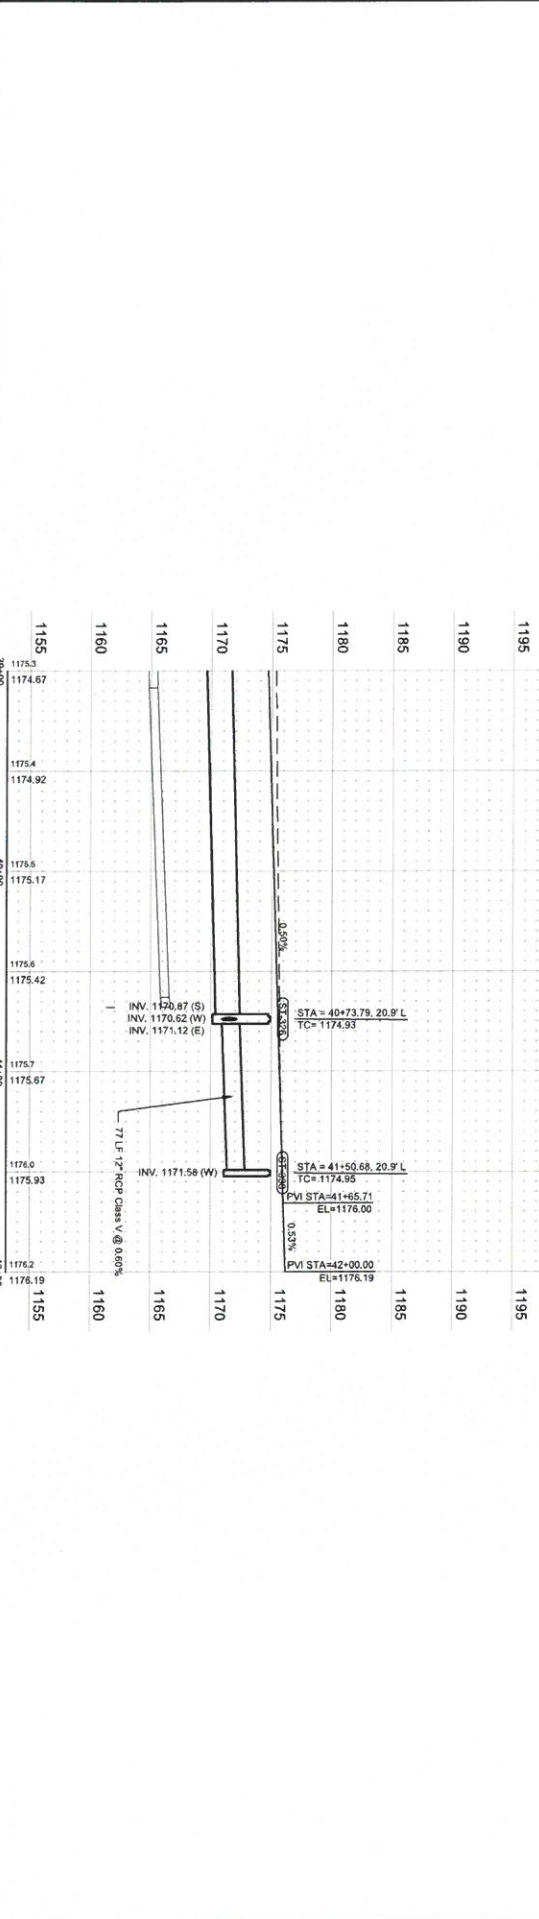 1155
1160
1165
1170
1175
1180
1185
1190
1195
1175.3
1174.67
1175.4
1174.92
1175.5
1175.17
0.50%
1175.6
1175.42
INV. 1170.87 (S)
INV. 1170.62 (W)
INV. 1171.12 (E)
ST-326
STA = 40+73.79, 20.9' L
TC= 1174.93
1175.7
1175.67
77 LF 12" RCP Class V @ 0.60%
INV. 1171.58 (W)
STA = 41+50.68, 20.9' L
TC= 1174.95
1176.0
1175.93
PVI STA=41+65.71
EL=1176.00
0.53%
PVI STA=42+00.00
EL=1176.19
1176.2
1176.19
1155
1160
1165
1170
1175
1180
1185
1190
1195